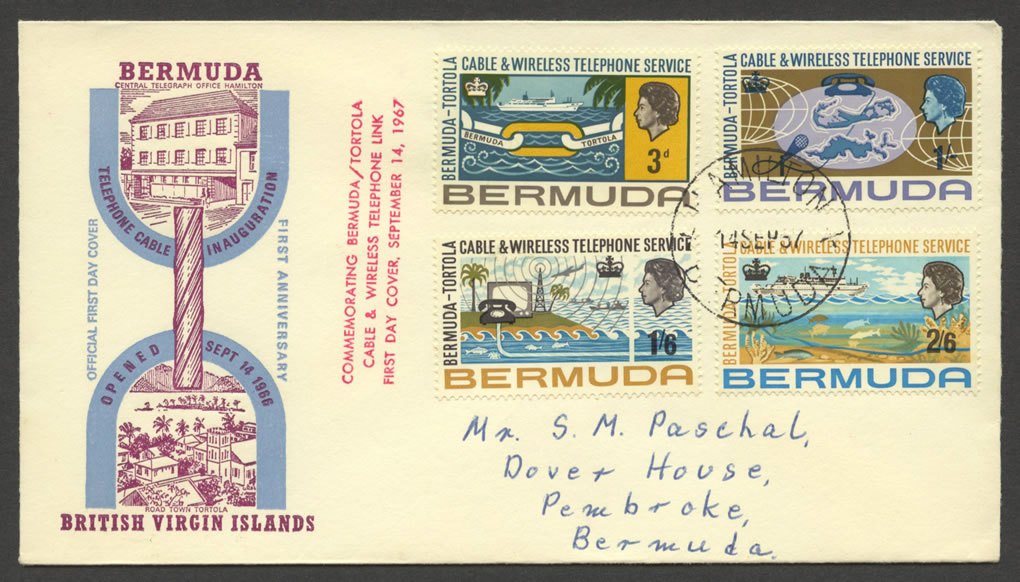 BERMUDA
CENTRAL TELEGRAPH OFFICE HAMILTON
TELEPHONE CABLE INAUGURATION
OFFICIAL FIRST DAY COVER
FIRST ANNIVERSARY
OPENED SEPT 14 1966
ROAD TOWN TORTOLA
BRITISH VIRGIN ISLANDS
COMMEMORATING BERMUDA/TORTOLA
CABLE & WIRELESS TELEPHONE LINK
FIRST DAY COVER, SEPTEMBER 14, 1967
CABLE & WIRELESS TELEPHONE SERVICE
BERMUDA-TORTOLA
BERMUDA TORTOLA
3d
BERMUDA
CABLE & WIRELESS TELEPHONE SERVICE
BERMUDA-TORTOLA
1/-
BERMUDA
CABLE & WIRELESS TELEPHONE SERVICE
BERMUDA-TORTOLA
1/6
BERMUDA
CABLE & WIRELESS TELEPHONE SERVICE
BERMUDA-TORTOLA
2/6
BERMUDA
HAMILTON
14 SEP 67
Mr. S. M. Paschal,
Dover House,
Pembroke,
Bermuda.